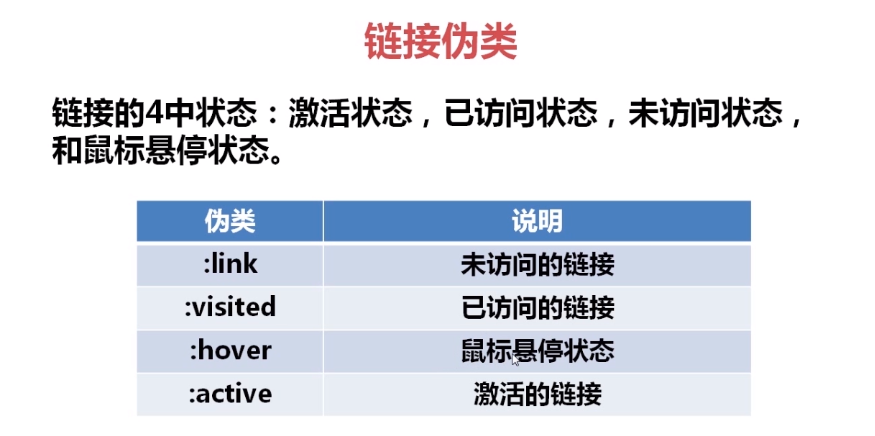 链接伪类
链接的4中状态：激活状态，已访问状态，未访问状态，
和鼠标悬停状态。
伪类 说明
:link 未访问的链接
:visited 已访问的链接
:hover 鼠标悬停状态
:active 激活的链接